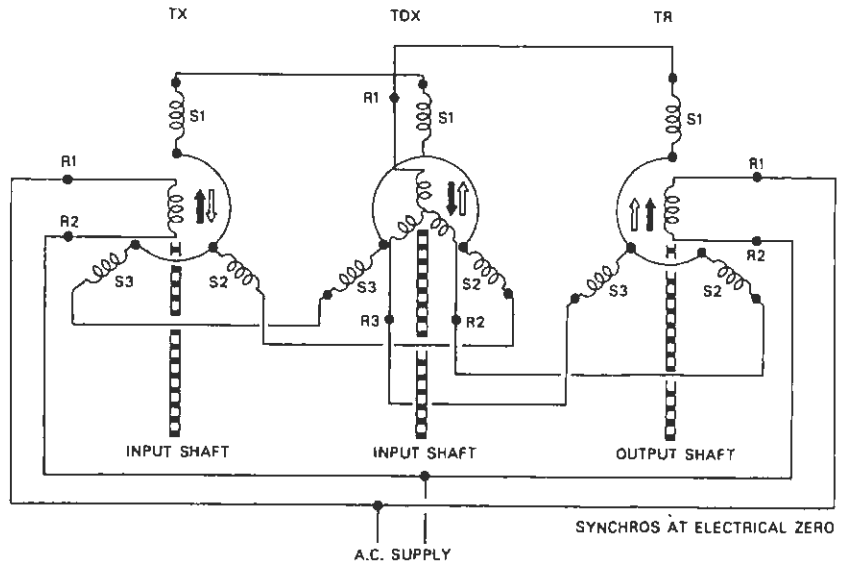 TX TDX TR
S1 R1 S1 S1
R1 R1
R2 R2
S3 S2 S3 S2 S3 S2
R3 R2
INPUT SHAFT INPUT SHAFT OUTPUT SHAFT
SYNCHROS AT ELECTRICAL ZERO
A.C. SUPPLY